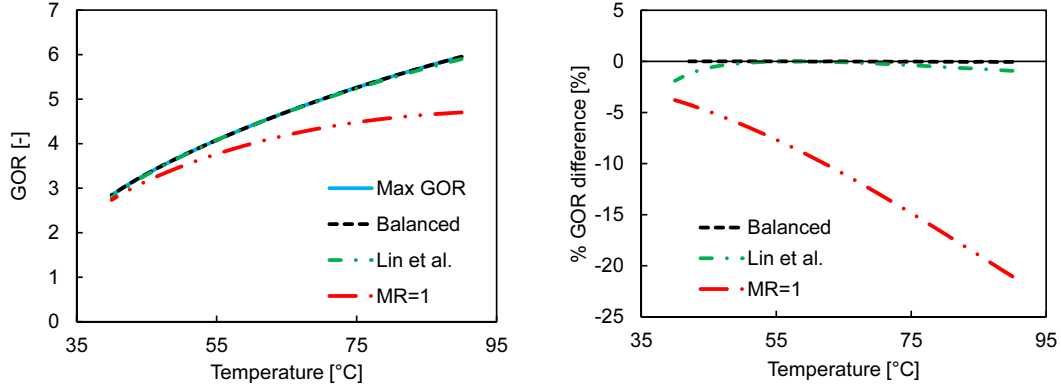 7
6
5
4
3
2
1
0
GOR [-]
Max GOR
Balanced
Lin et al.
MR=1
35
55
75
95
Temperature [°C]
5
0
-5
-10
-15
-20
-25
% GOR difference [%]
Balanced
Lin et al.
MR=1
35
55
75
95
Temperature [°C]